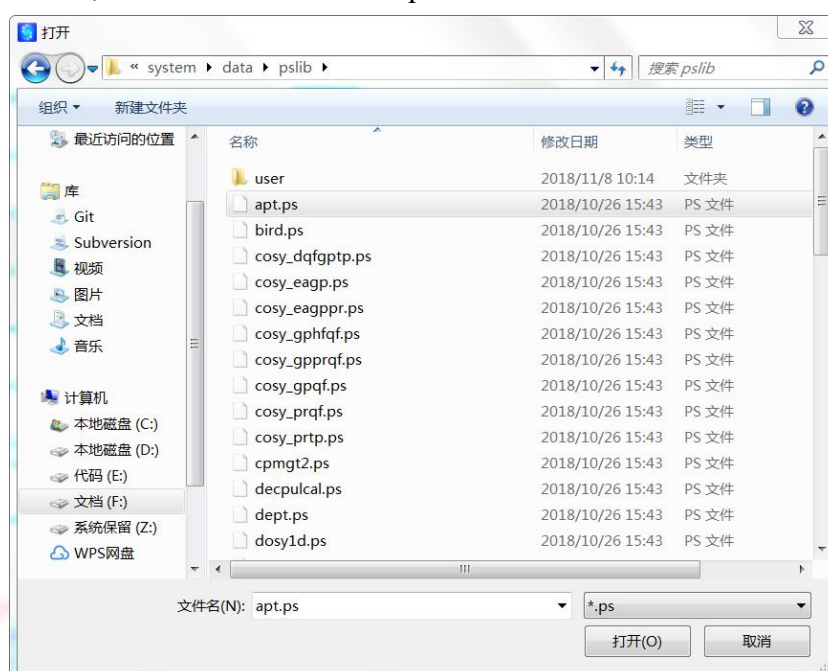 打开
« system data pslib 搜索 pslib
组织 新建文件夹
最近访问的位置
库
Git
Subversion
视频
图片
文档
音乐
计算机
本地磁盘 (C:)
本地磁盘 (D:)
代码 (E:)
文档 (F:)
系统保留 (Z:)
WPS网盘
名称 修改日期 类型
user 2018/11/8 10:14 文件夹
apt.ps 2018/10/26 15:43 PS 文件
bird.ps 2018/10/26 15:43 PS 文件
cosy_dqfgptp.ps 2018/10/26 15:43 PS 文件
cosy_eagp.ps 2018/10/26 15:43 PS 文件
cosy_eagppr.ps 2018/10/26 15:43 PS 文件
cosy_gphfqf.ps 2018/10/26 15:43 PS 文件
cosy_gpprqf.ps 2018/10/26 15:43 PS 文件
cosy_gpqf.ps 2018/10/26 15:43 PS 文件
cosy_prqf.ps 2018/10/26 15:43 PS 文件
cosy_prtp.ps 2018/10/26 15:43 PS 文件
cpmgt2.ps 2018/10/26 15:43 PS 文件
decpulcal.ps 2018/10/26 15:43 PS 文件
dept.ps 2018/10/26 15:43 PS 文件
dosy1d.ps 2018/10/26 15:43 PS 文件
文件名(N): apt.ps *.ps
打开(O) 取消